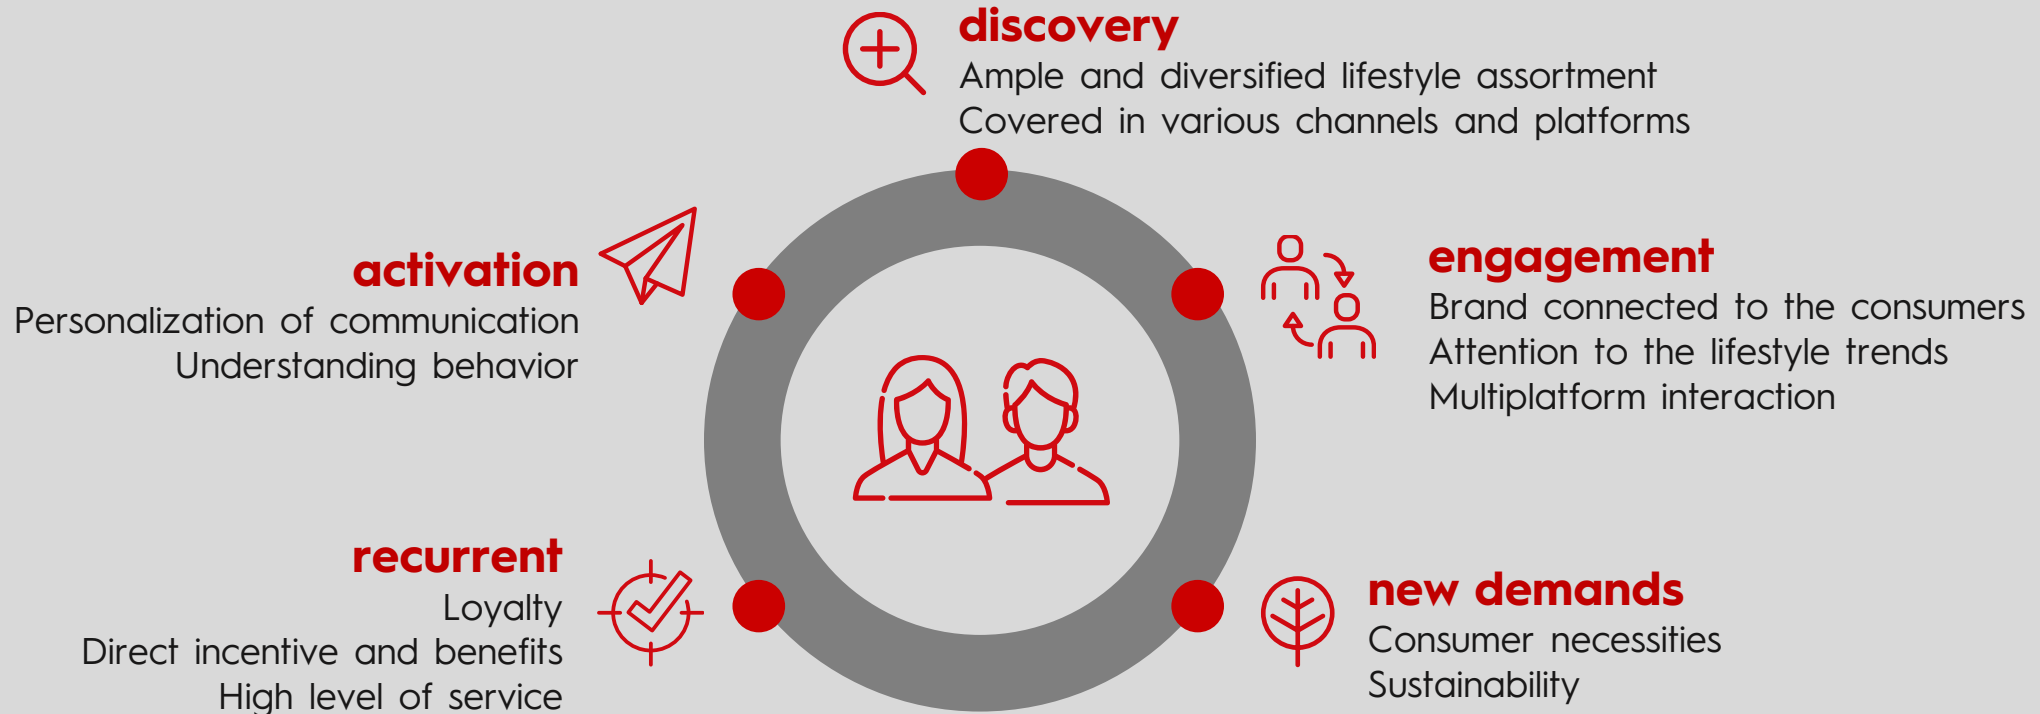 discovery
Ample and diversified lifestyle assortment
Covered in various channels and platforms
engagement
Brand connected to the consumers
Attention to the lifestyle trends
Multiplatform interaction
new demands
Consumer necessities
Sustainability
recurrent
Loyalty
Direct incentive and benefits
High level of service
activation
Personalization of communication
Understanding behavior